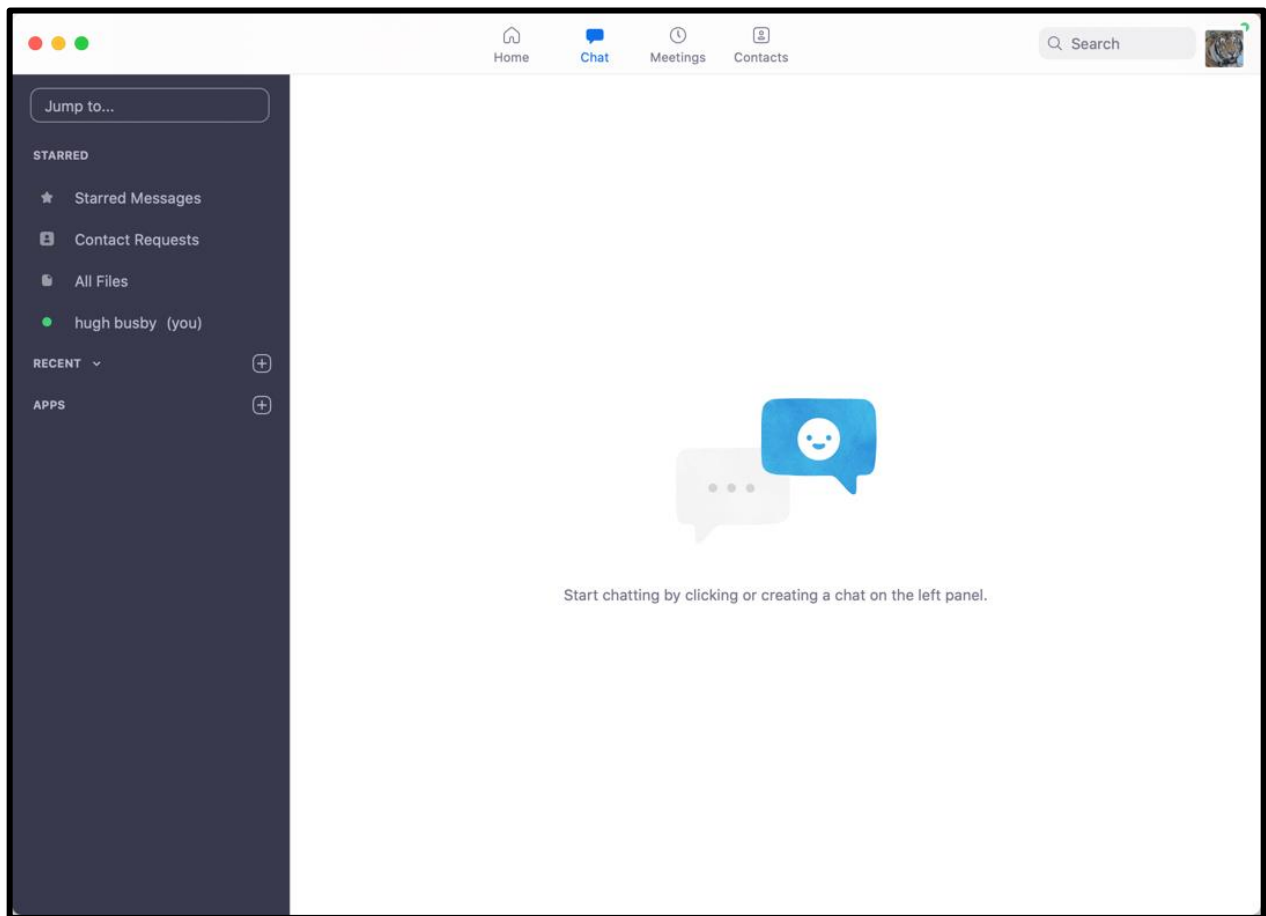 Home Chat Meetings Contacts
Search
Jump to...
STARRED
Starred Messages
Contact Requests
All Files
hugh busby (you)
RECENT
APPS
Start chatting by clicking or creating a chat on the left panel.